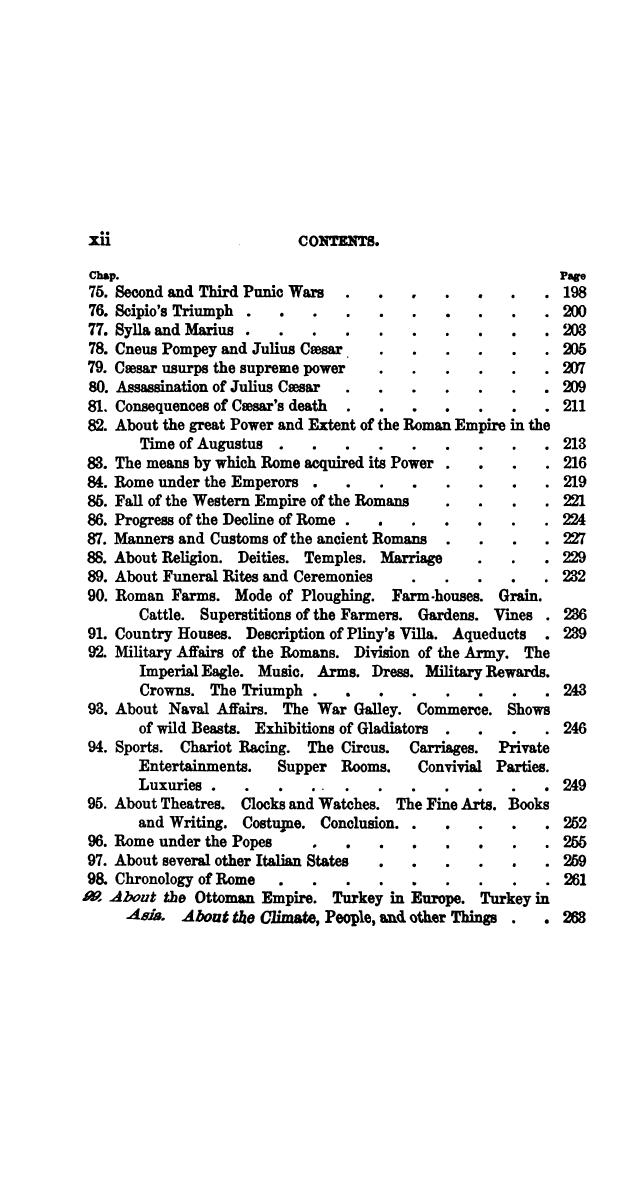 xii CONTENTS.
Chap. Page
75. Second and Third Punic Wars . . . . . . . 198
76. Scipio's Triumph . . . . . . . . . . 200
77. Sylla and Marius . . . . . . . . . . 203
78. Cneus Pompey and Julius Cæsar . . . . . . 205
79. Cæsar usurps the supreme power . . . . . . 207
80. Assassination of Julius Cæsar . . . . . . . 209
81. Consequences of Cæsar's death . . . . . . . 211
82. About the great Power and Extent of the Roman Empire in the
Time of Augustus . . . . . . . . . 213
83. The means by which Rome acquired its Power . . . . 216
84. Rome under the Emperors . . . . . . . . 219
85. Fall of the Western Empire of the Romans . . . . 221
86. Progress of the Decline of Rome . . . . . . . 224
87. Manners and Customs of the ancient Romans . . . . 227
88. About Religion. Deities. Temples. Marriage . . . 229
89. About Funeral Rites and Ceremonies . . . . . 232
90. Roman Farms. Mode of Ploughing. Farm-houses. Grain.
Cattle. Superstitions of the Farmers. Gardens. Vines . 236
91. Country Houses. Description of Pliny's Villa. Aqueducts . 239
92. Military Affairs of the Romans. Division of the Army. The
Imperial Eagle. Music. Arms. Dress. Military Rewards.
Crowns. The Triumph . . . . . . . . 243
93. About Naval Affairs. The War Galley. Commerce. Shows
of wild Beasts. Exhibitions of Gladiators . . . . 246
94. Sports. Chariot Racing. The Circus. Carriages. Private
Entertainments. Supper Rooms. Convivial Parties.
Luxuries . . . . . . . . . . . 249
95. About Theatres. Clocks and Watches. The Fine Arts. Books
and Writing. Costume. Conclusion. . . . . . 252
96. Rome under the Popes . . . . . . . . 255
97. About several other Italian States . . . . . . 259
98. Chronology of Rome . . . . . . . . . 261
99. About the Ottoman Empire. Turkey in Europe. Turkey in
Asia. About the Climate, People, and other Things . . 263